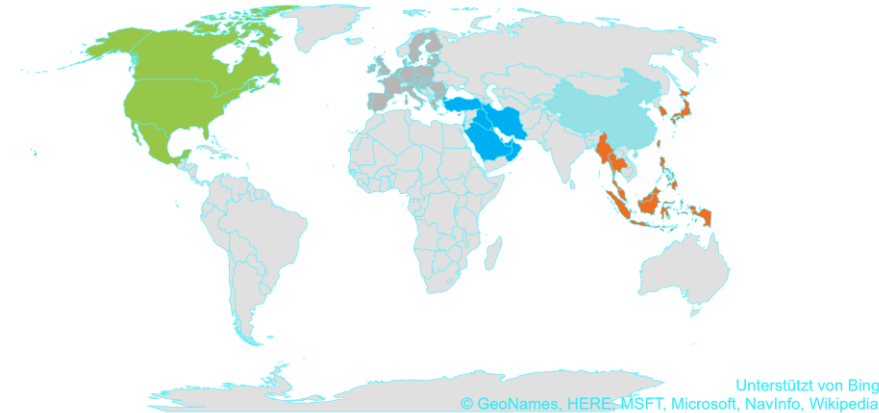 Unterstützt von Bing
© GeoNames, HERE, MSFT, Microsoft, NavInfo, Wikipedia